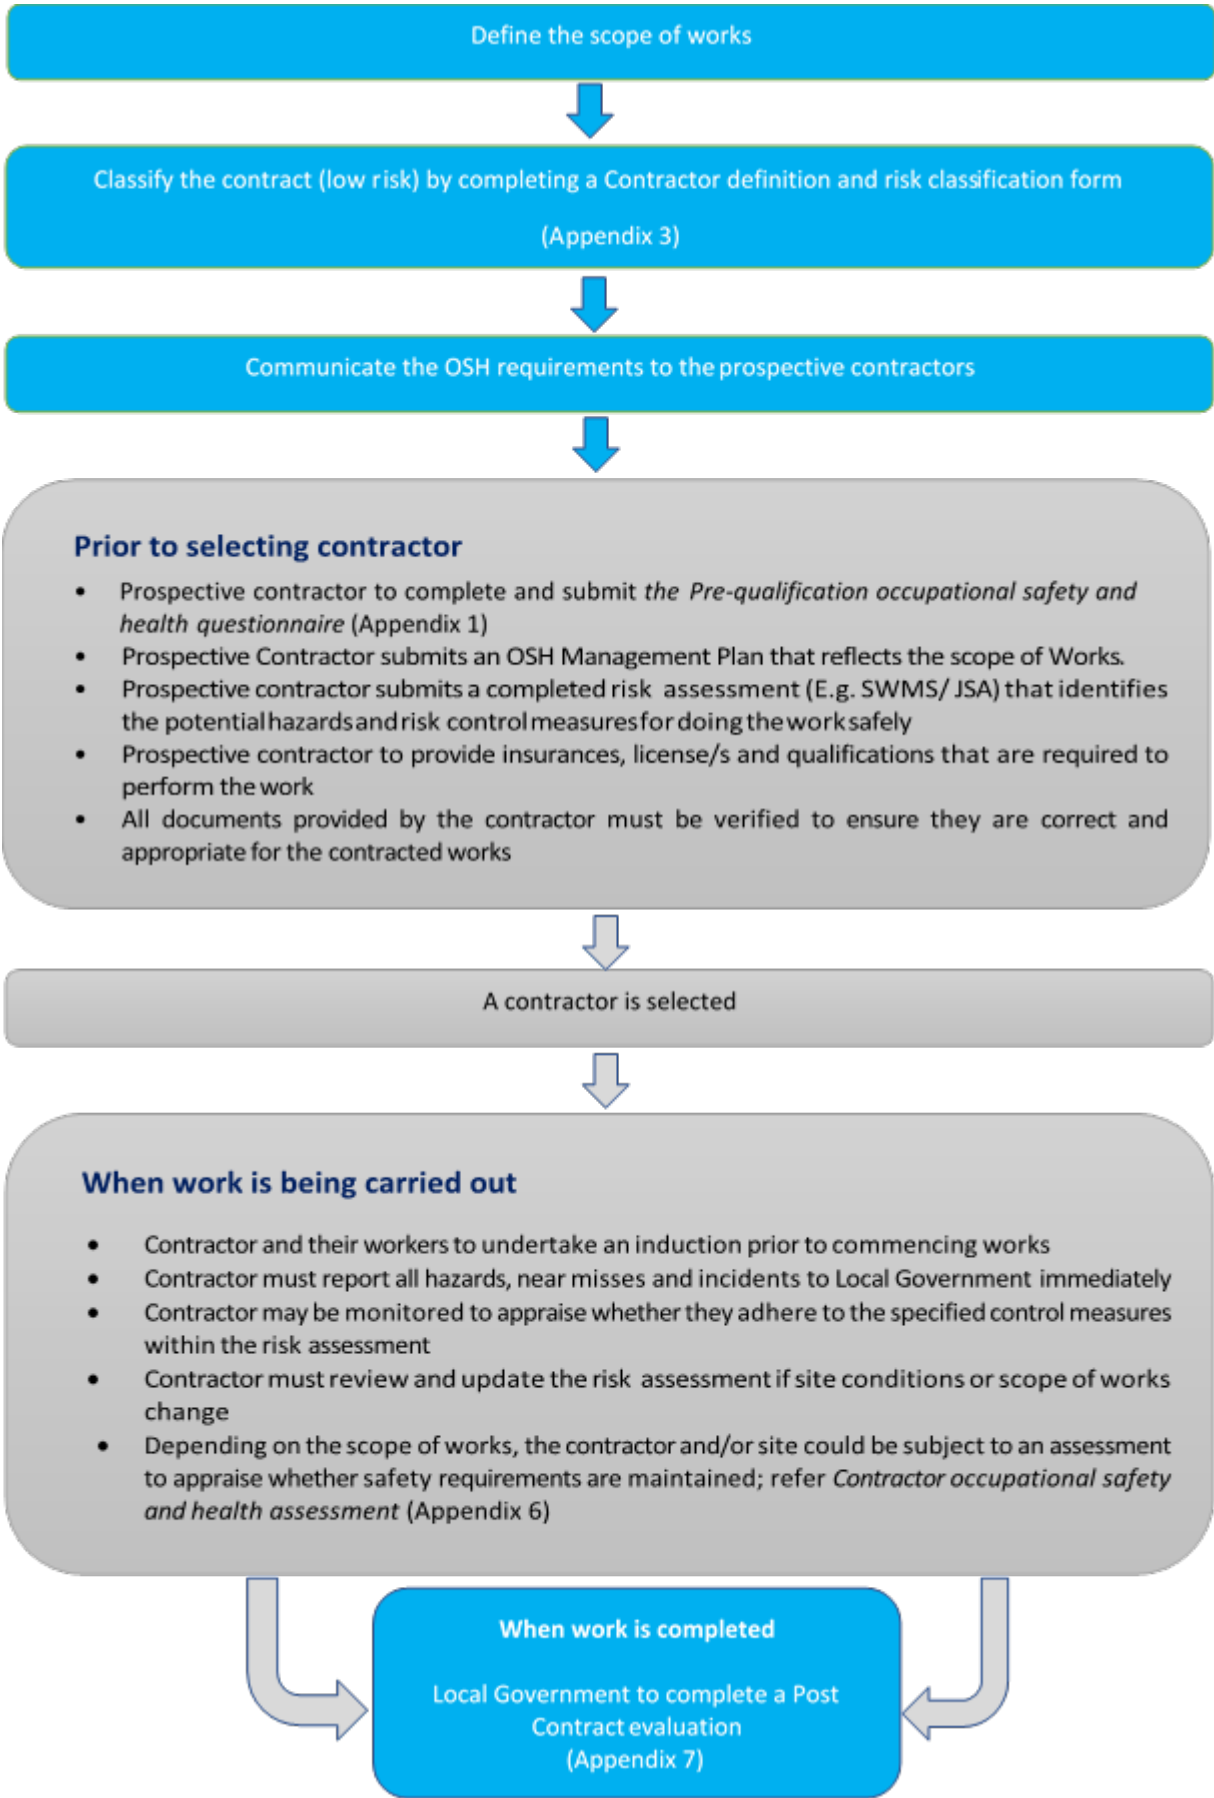 Define the scope of works
Classify the contract (low risk) by completing a Contractor definition and risk classification form
(Appendix 3)
Communicate the OSH requirements to the prospective contractors
Prior to selecting contractor
• Prospective contractor to complete and submit the Pre-qualification occupational safety and
health questionnaire (Appendix 1)
• Prospective Contractor submits an OSH Management Plan that reflects the scope of Works.
• Prospective contractor submits a completed risk assessment (E.g. SWMS/ JSA) that identifies
the potential hazards and risk control measures for doing the work safely
• Prospective contractor to provide insurances, license/s and qualifications that are required to
perform the work
• All documents provided by the contractor must be verified to ensure they are correct and
appropriate for the contracted works
A contractor is selected
When work is being carried out
• Contractor and their workers to undertake an induction prior to commencing works
• Contractor must report all hazards, near misses and incidents to Local Government immediately
• Contractor may be monitored to appraise whether they adhere to the specified control measures
within the risk assessment
• Contractor must review and update the risk assessment if site conditions or scope of works
change
• Depending on the scope of works, the contractor and/or site could be subject to an assessment
to appraise whether safety requirements are maintained; refer Contractor occupational safety
and health assessment (Appendix 6)
When work is completed
Local Government to complete a Post
Contract evaluation
(Appendix 7)